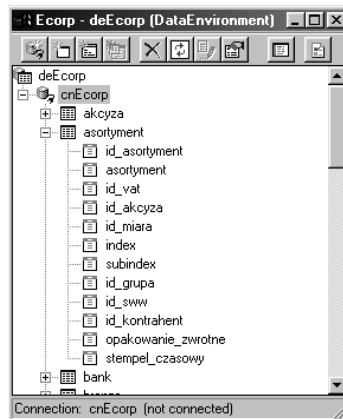 Ecorp - deEcorp (DataEnvironment)
deEcorp
cnEcorp
akcyza
asortyment
id_asortyment
asortyment
id_vat
id_akcyza
id_miara
index
subindex
id_grupa
id_sww
id_kontrahent
opakowanie_zwrotne
stempel_czasowy
bank
Connection: cnEcorp (not connected)